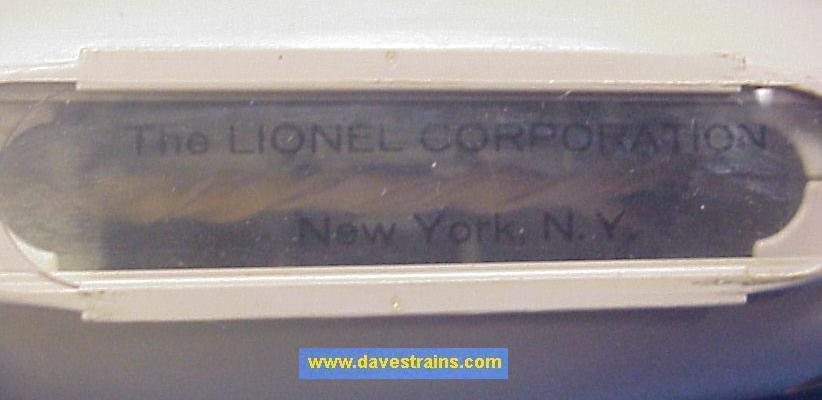 The LIONEL CORPORATION
New York, N.Y.
www.davestrains.com